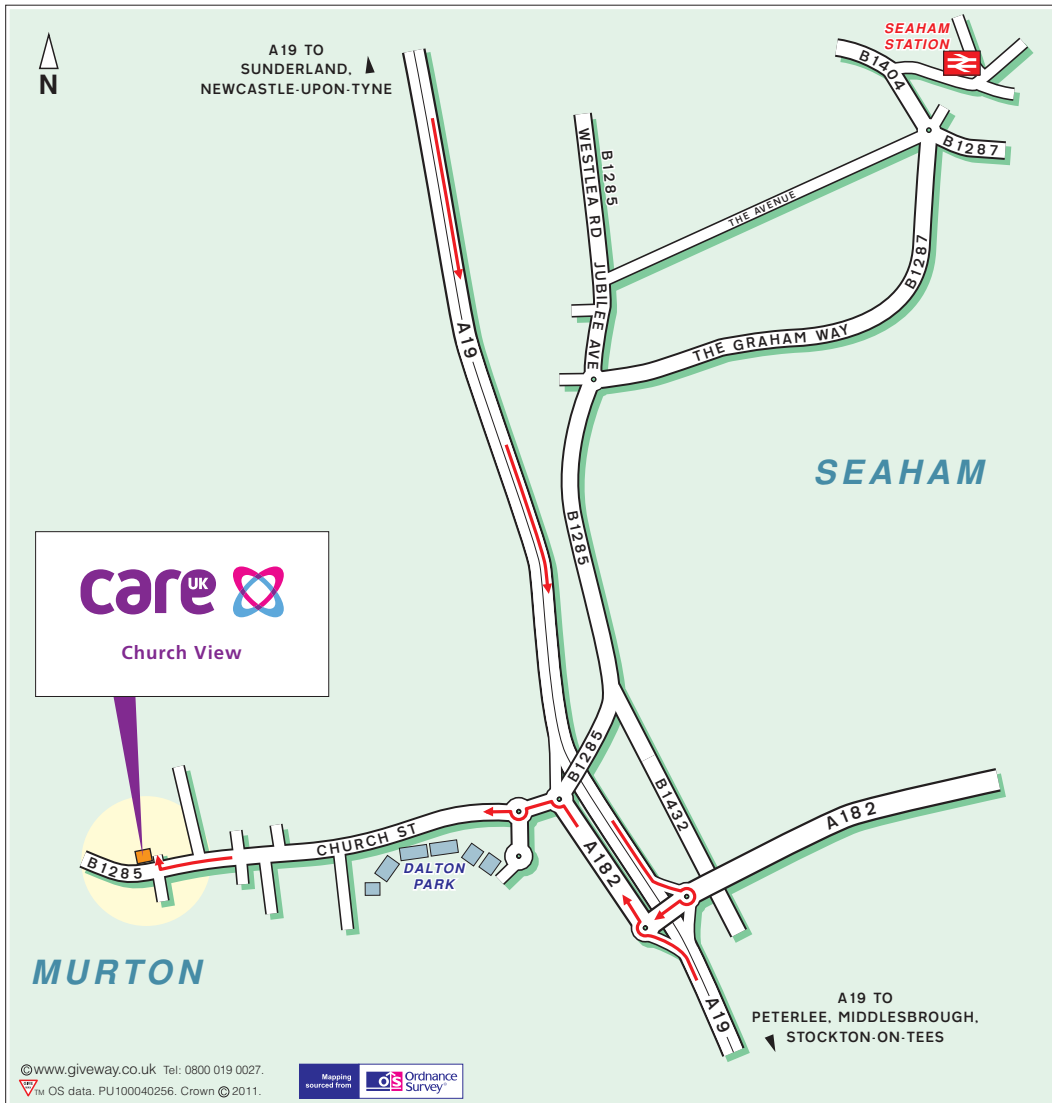 N
A19 TO
SUNDERLAND,
NEWCASTLE-UPON-TYNE
SEAHAM
STATION
B1404
B1287
WESTLEA RD
B1285
THE AVENUE
B1287
JUBILEE AVE
A19
THE GRAHAM WAY
SEAHAM
B1285
care UK
Church View
B1285
B1432
A182
CHURCH ST
A182
DALTON
PARK
B1285
MURTON
A19
A19 TO
PETERLEE, MIDDLESBROUGH,
STOCKTON-ON-TEES
© www.giveway.co.uk Tel: 0800 019 0027.
TM OS data. PU100040256. Crown © 2011.
Mapping
sourced from
OS Ordnance
Survey®